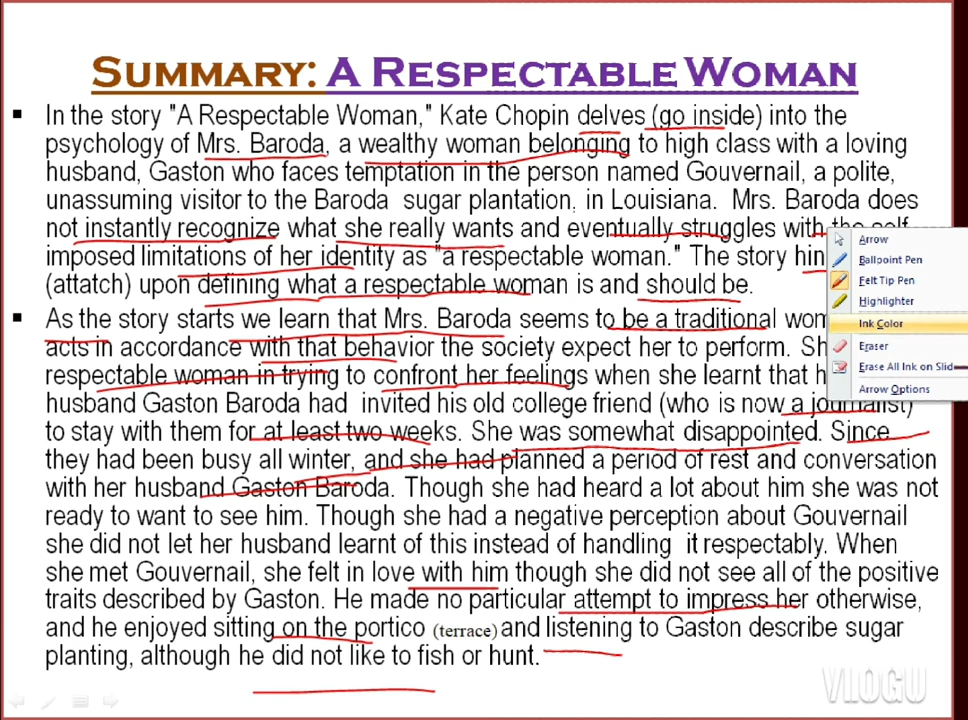 SUMMARY: A RESPECTABLE WOMAN
In the story "A Respectable Woman," Kate Chopin delves (go inside) into the
psychology of Mrs. Baroda, a wealthy woman belonging to high class with a loving
husband, Gaston who faces temptation in the person named Gouvernail, a polite,
unassuming visitor to the Baroda sugar plantation, in Louisiana. Mrs. Baroda does
not instantly recognize what she really wants and eventually struggles with the self
imposed limitations of her identity as "a respectable woman." The story
(attatch) upon defining what a respectable woman is and should be.
As the story starts we learn that Mrs. Baroda seems to be a traditional
acts in accordance with that behavior the society expect her to perform.
respectable woman in trying to confront her feelings when she learnt that
husband Gaston Baroda had invited his old college friend (who is now a journalist)
to stay with them for at least two weeks. She was somewhat disappointed. Since
they had been busy all winter, and she had planned a period of rest and conversation
with her husband Gaston Baroda. Though she had heard a lot about him she was not
ready to want to see him. Though she had a negative perception about Gouvernail
she did not let her husband learnt of this instead of handling it respectably. When
she met Gouvernail, she felt in love with him though she did not see all of the positive
traits described by Gaston. He made no particular attempt to impress her otherwise,
and he enjoyed sitting on the portico (terrace) and listening to Gaston describe sugar
planting, although he did not like to fish or hunt.
Arrow
Ballpoint Pen
Felt Tip Pen
Highlighter
Ink Color
Eraser
Erase All Ink on Slid
Arrow Options
VLOGU